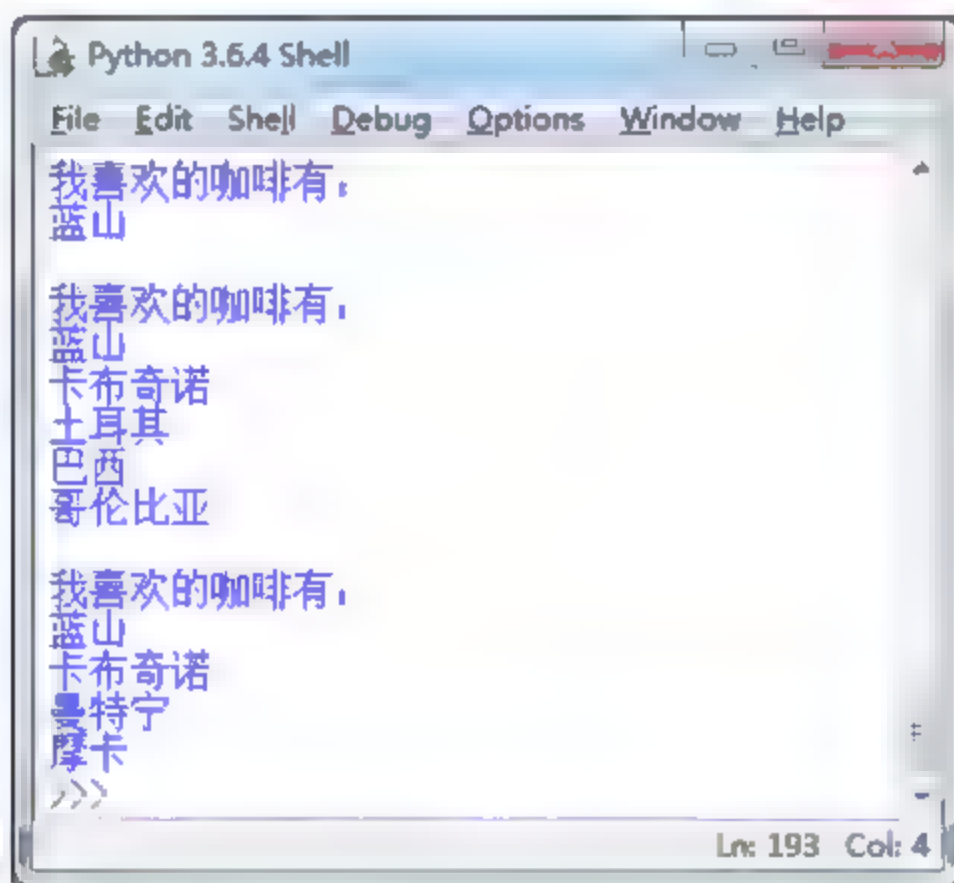 Python 3.6.4 Shell
File Edit Shell Debug Options Window Help
我喜欢的咖啡有：
蓝山
我喜欢的咖啡有：
蓝山
卡布奇诺
土耳其
巴西
哥伦比亚
我喜欢的咖啡有：
蓝山
卡布奇诺
曼特宁
摩卡
>>>
Ln: 193 Col: 4